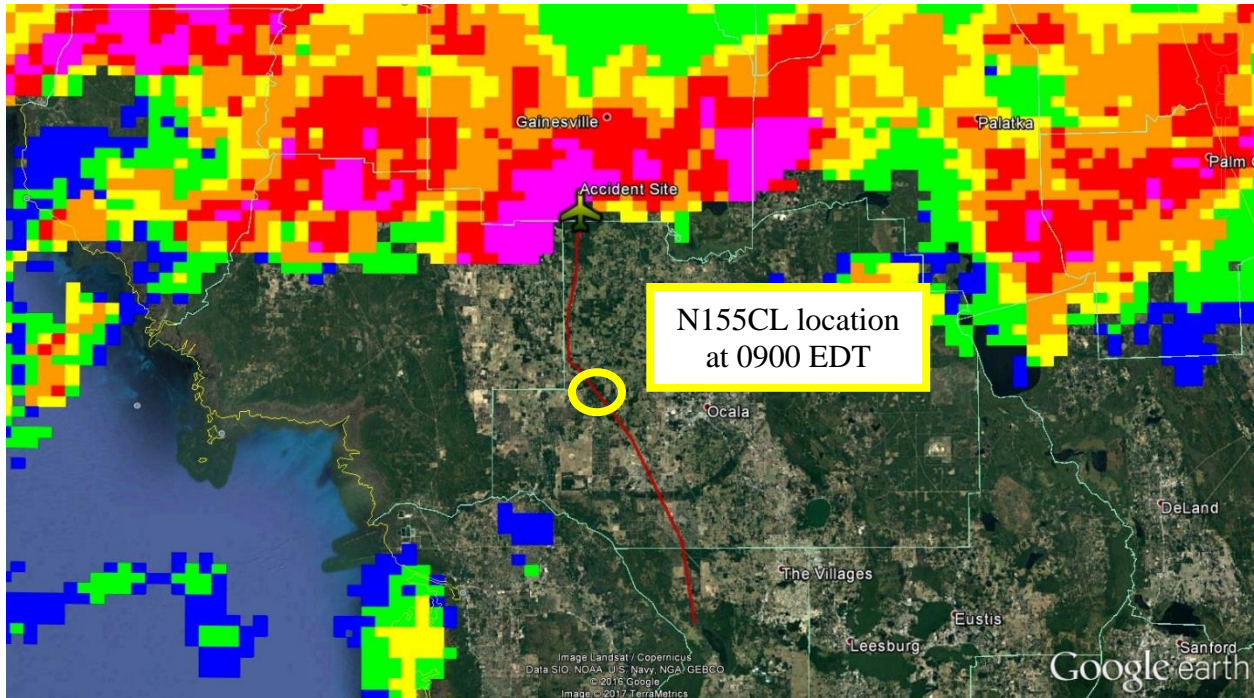 Gainesville
Palatka
Palm C
Accident Site
N155CL location
at 0900 EDT
Ocala
DeLand
The Villages
Eustis
Leesburg
Sanford
Image Landsat / Copernicus
Data SIO, NOAA, U.S. Navy, NGA, GEBCO
© 2016 Google
Image © 2017 TerraMetrics
Google earth